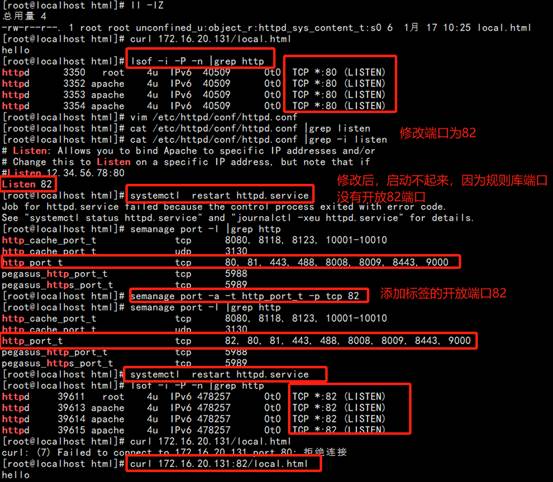 [root@localhost html]# ll -lZ
总用量 4
-rw-r--r--. 1 root root unconfined_u:object_r:httpd_sys_content_t:s0 6 1月 17 10:25 local.html
[root@localhost html]# curl 172.16.20.131/local.html
hello
[root@localhost html]# lsof -i -P -n |grep http
httpd 3350 root 4u IPv6 40509 0t0 TCP *:80 (LISTEN)
httpd 3352 apache 4u IPv6 40509 0t0 TCP *:80 (LISTEN)
httpd 3353 apache 4u IPv6 40509 0t0 TCP *:80 (LISTEN)
httpd 3354 apache 4u IPv6 40509 0t0 TCP *:80 (LISTEN)
[root@localhost html]# vim /etc/httpd/conf/httpd.conf
[root@localhost html]# cat /etc/httpd/conf/httpd.conf |grep listen
[root@localhost html]# cat /etc/httpd/conf/httpd.conf |grep -i listen
修改端口为82
# Listen: Allows you to bind Apache to specific IP addresses and/or
# Change this to Listen on a specific IP address, but note that if
#Listen 12.34.56.78:80
Listen 82
[root@localhost html]# systemctl restart httpd.service
修改后，启动不起来，因为规则库端口
没有开放82端口
Job for httpd.service failed because the control process exited with error code.
See "systemctl status httpd.service" and "journalctl -xeu httpd.service" for details.
[root@localhost html]# semanage port -l |grep http
http_cache_port_t tcp 8080, 8118, 8123, 10001-10010
http_cache_port_t udp 3130
http_port_t tcp 80, 81, 443, 488, 8008, 8009, 8443, 9000
pegasus_http_port_t tcp 5988
pegasus_https_port_t tcp 5989
[root@localhost html]# semanage port -a -t http_port_t -p tcp 82
添加标签的开放端口82
[root@localhost html]# semanage port -l |grep http
http_cache_port_t tcp 8080, 8118, 8123, 10001-10010
http_cache_port_t udp 3130
http_port_t tcp 82, 80, 81, 443, 488, 8008, 8009, 8443, 9000
pegasus_http_port_t tcp 5988
pegasus_https_port_t tcp 5989
[root@localhost html]# systemctl restart httpd.service
[root@localhost html]# lsof -i -P -n |grep http
httpd 39611 root 4u IPv6 478257 0t0 TCP *:82 (LISTEN)
httpd 39613 apache 4u IPv6 478257 0t0 TCP *:82 (LISTEN)
httpd 39614 apache 4u IPv6 478257 0t0 TCP *:82 (LISTEN)
httpd 39615 apache 4u IPv6 478257 0t0 TCP *:82 (LISTEN)
[root@localhost html]# curl 172.16.20.131/local.html
curl: (7) Failed to connect to 172.16.20.131 port 80: 拒绝连接
[root@localhost html]# curl 172.16.20.131:82/local.html
hello